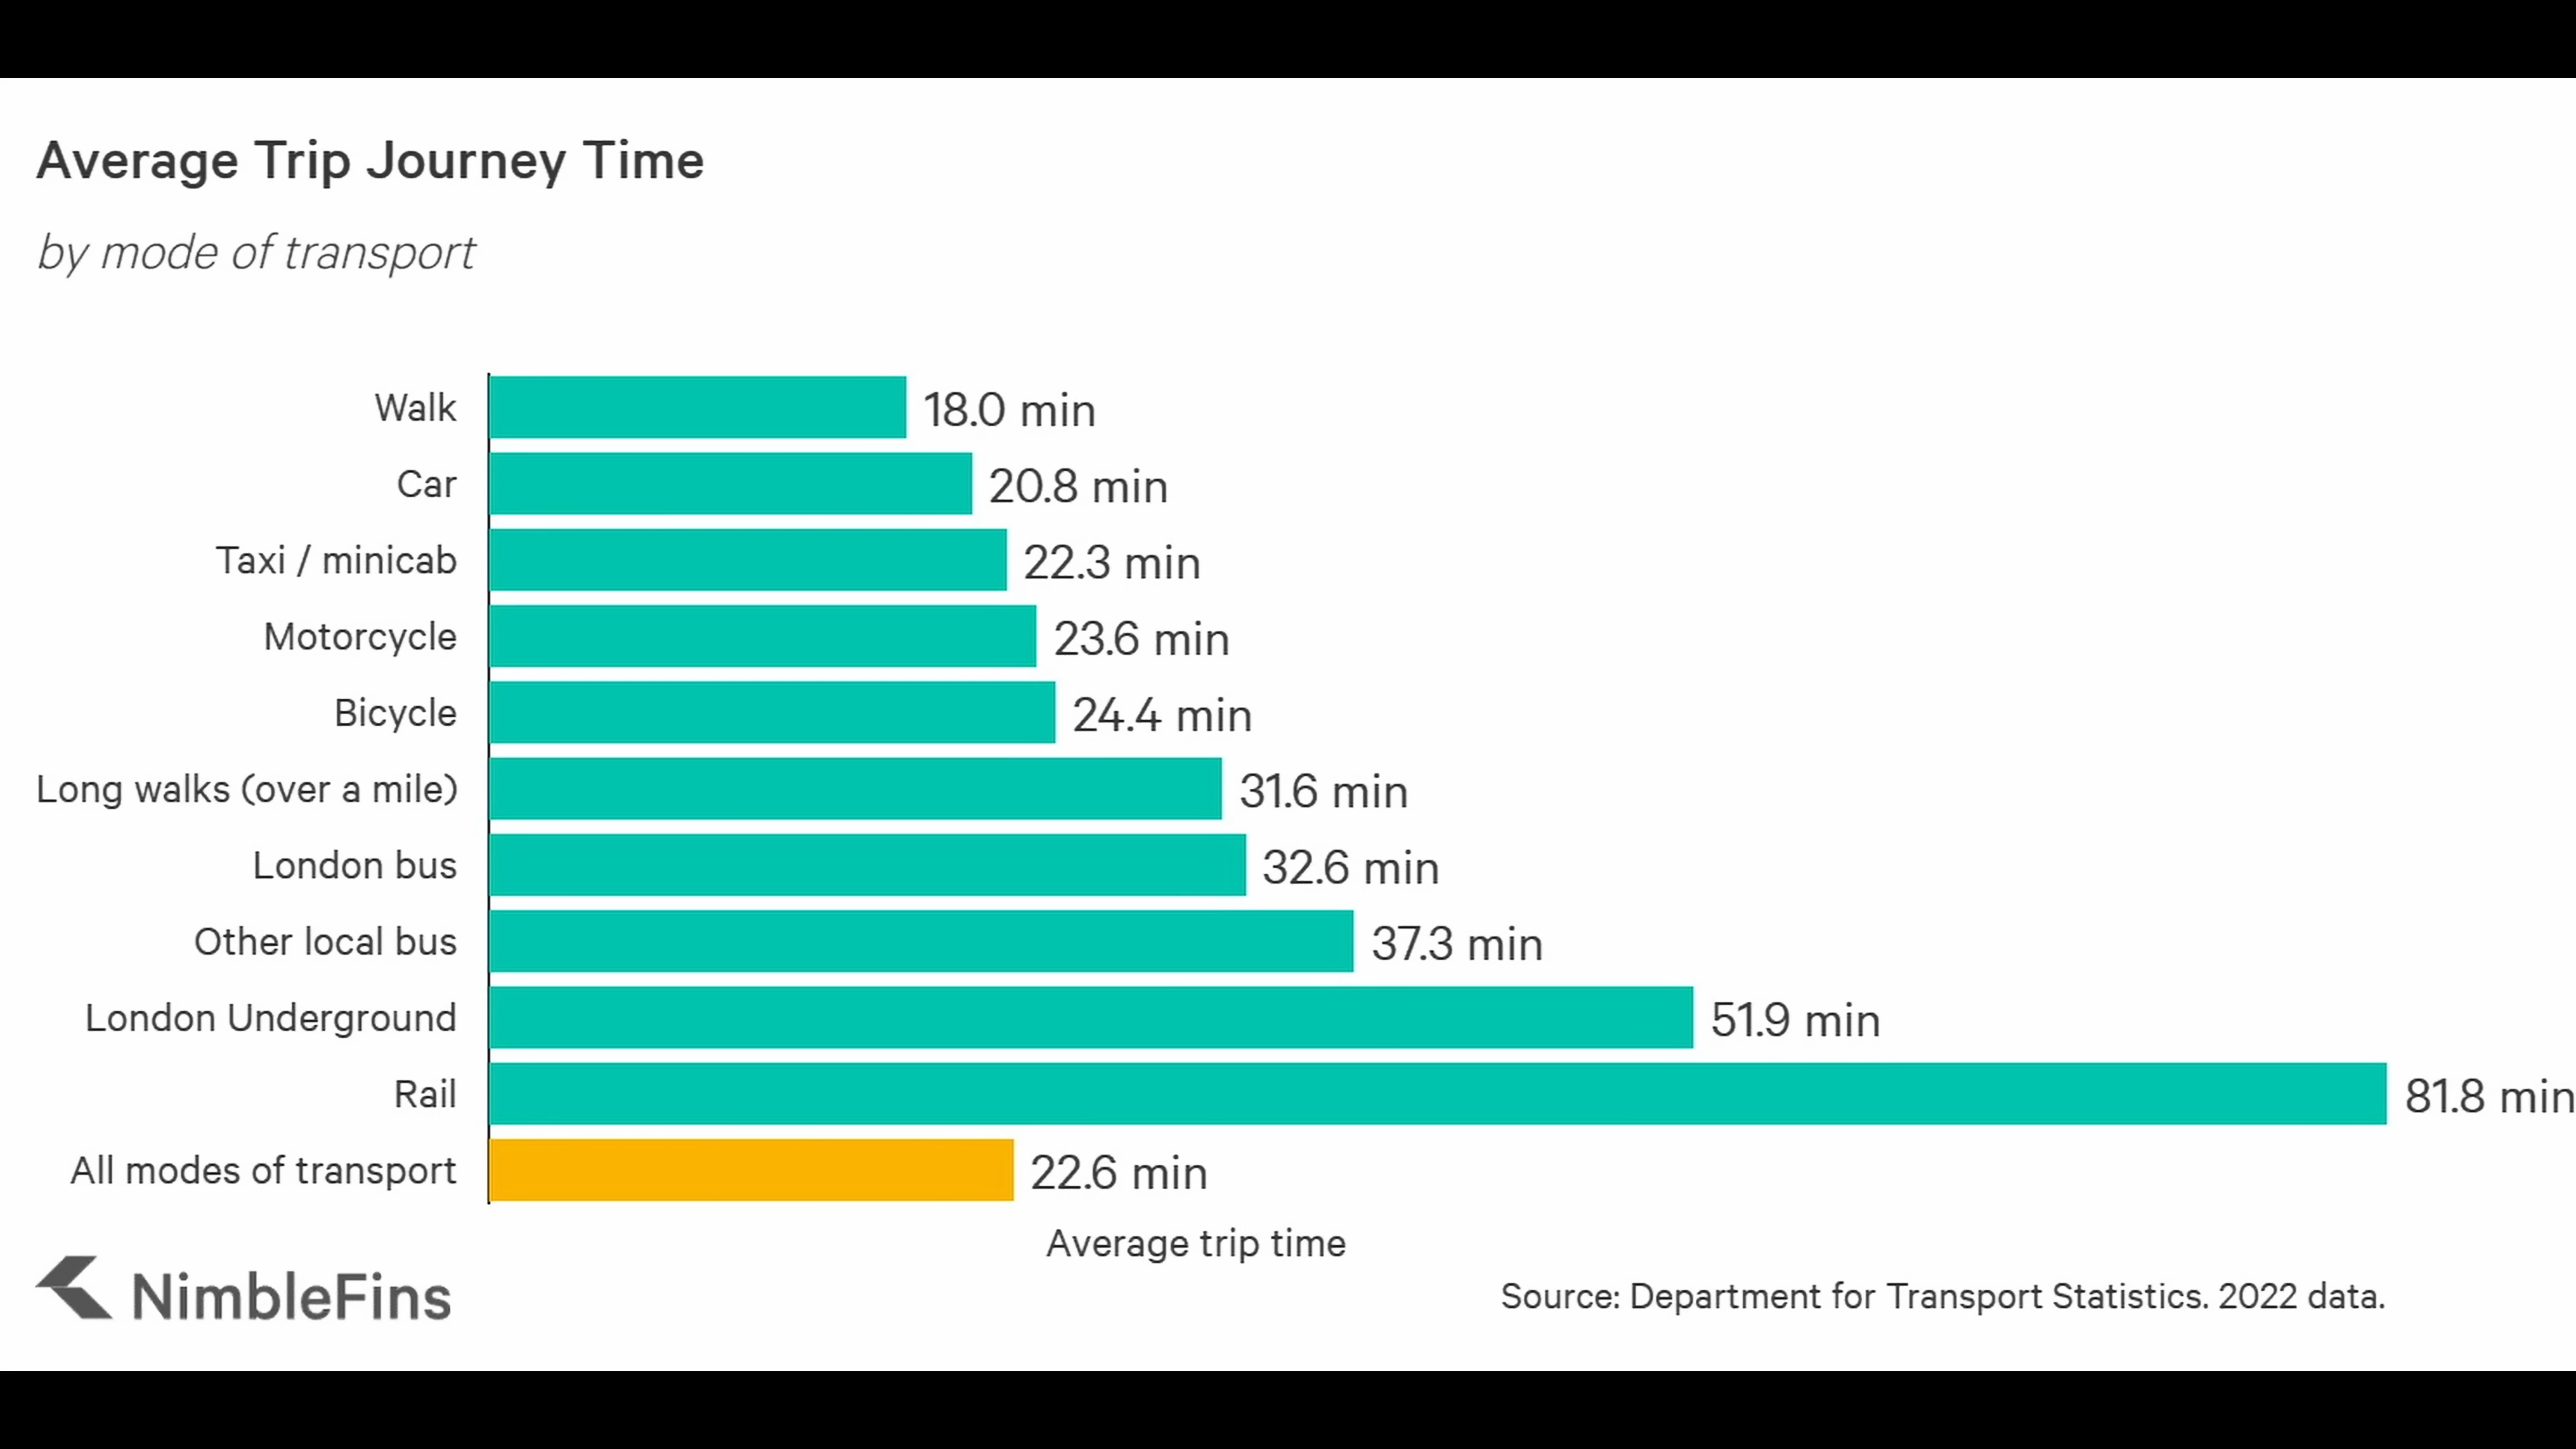 Average Trip Journey Time
by mode of transport
Walk 18.0 min
Car 20.8 min
Taxi / minicab 22.3 min
Motorcycle 23.6 min
Bicycle 24.4 min
Long walks (over a mile) 31.6 min
London bus 32.6 min
Other local bus 37.3 min
London Underground 51.9 min
Rail 81.8 min
All modes of transport 22.6 min
Average trip time
NimbleFins
Source: Department for Transport Statistics. 2022 data.